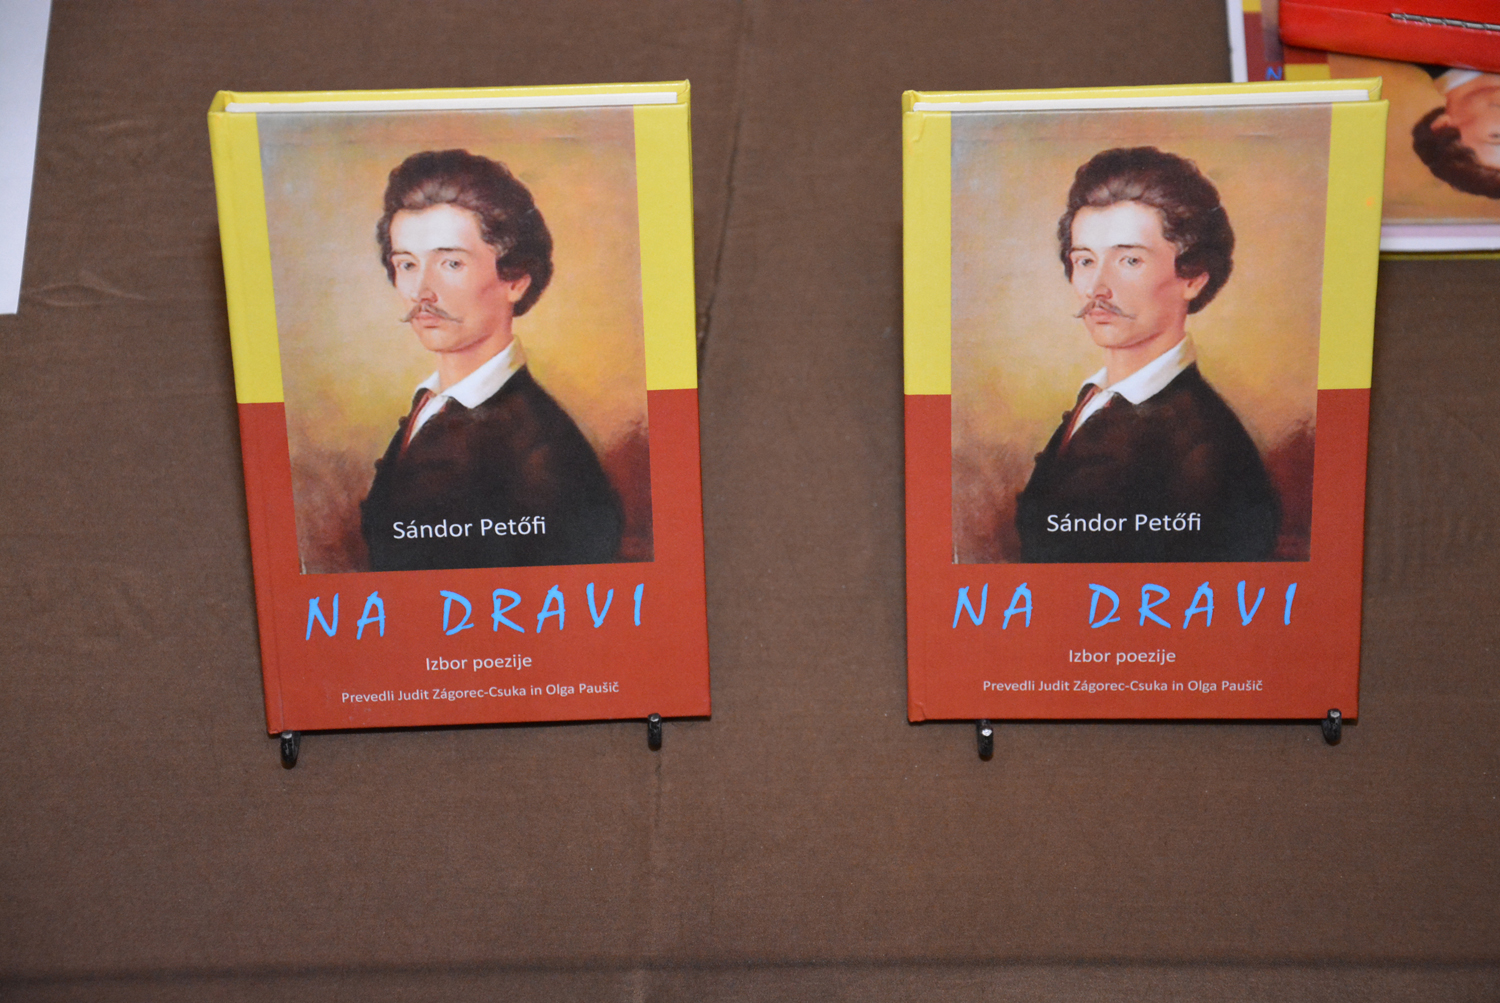 Sándor Petőfi
NA DRAVI
Izbor poezije
Prevedli Judit Zágorec-Csuka in Olga Paušič
Sándor Petőfi
NA DRAVI
Izbor poezije
Prevedli Judit Zágorec-Csuka in Olga Paušič
N